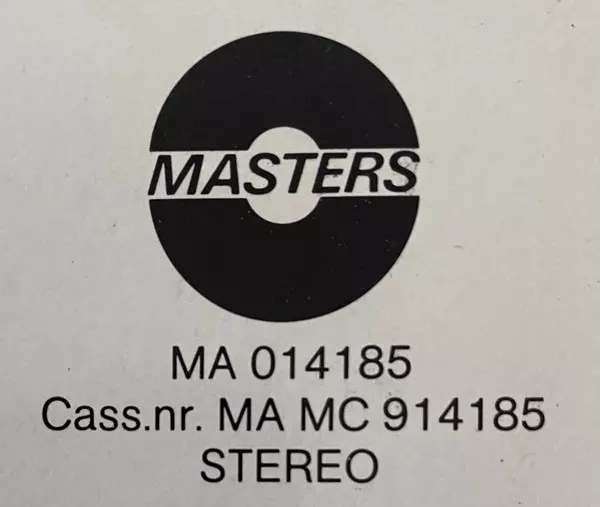 MASTERS
MA 014185
Cass.nr. MA MC 914185
STEREO